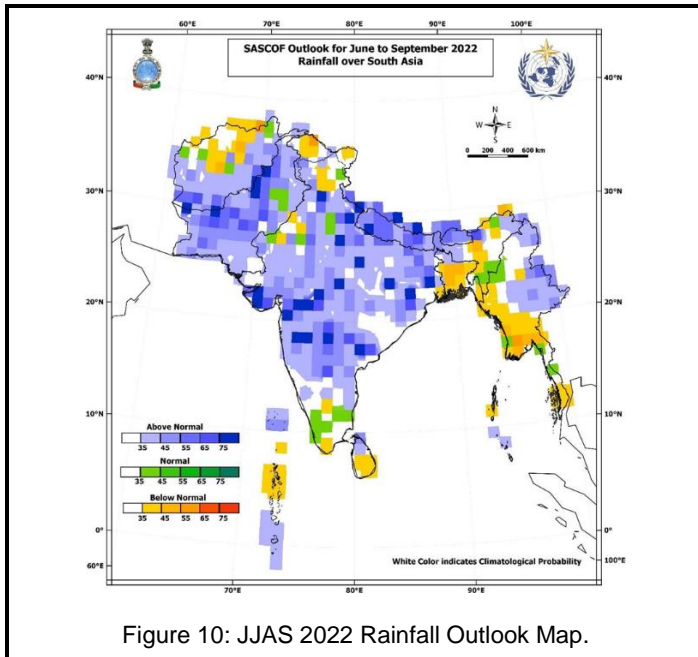 60°E 70°E 80°E 90°E 100°E
SASCOF Outlook for June to September 2022
Rainfall over South Asia
40°N 40°N
N
W E
S
0 200 400 600 km
30°N 30°N
20°N 20°N
10°N 10°N
Above Normal
35 45 55 65 75
Normal
35 45 55 65 75
Below Normal
35 45 55 65 75
0° 0°
White Color indicates Climatological Probability
60°E 100°E
70°E 80°E 90°E
Figure 10: JJAS 2022 Rainfall Outlook Map.